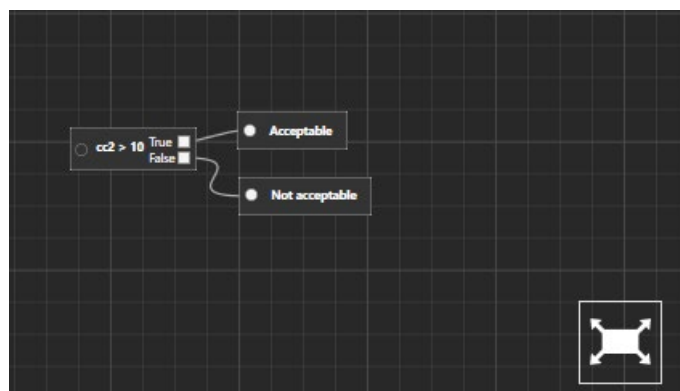 cc2 > 10
True
False
Acceptable
Not acceptable